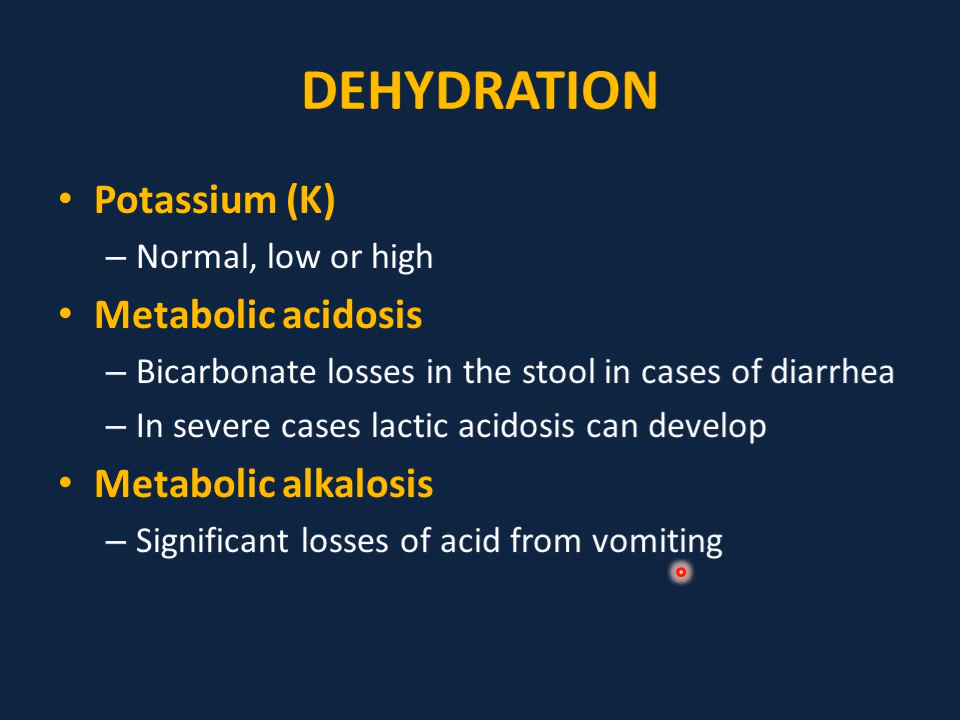 DEHYDRATION
• Potassium (K)
– Normal, low or high
• Metabolic acidosis
– Bicarbonate losses in the stool in cases of diarrhea
– In severe cases lactic acidosis can develop
• Metabolic alkalosis
– Significant losses of acid from vomiting